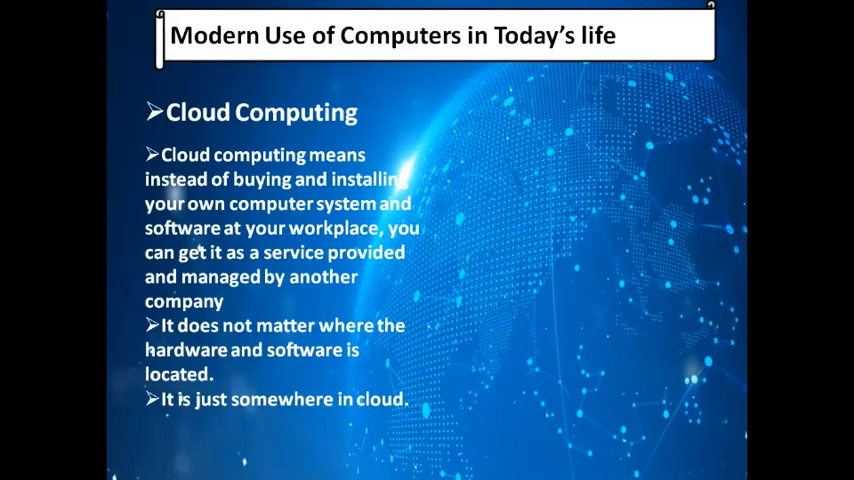 Modern Use of Computers in Today's life
➢Cloud Computing
➢Cloud computing means
instead of buying and installing
your own computer system and
software at your workplace, you
can get it as a service provided
and managed by another
company
➢It does not matter where the
hardware and software is
located.
➢It is just somewhere in cloud.